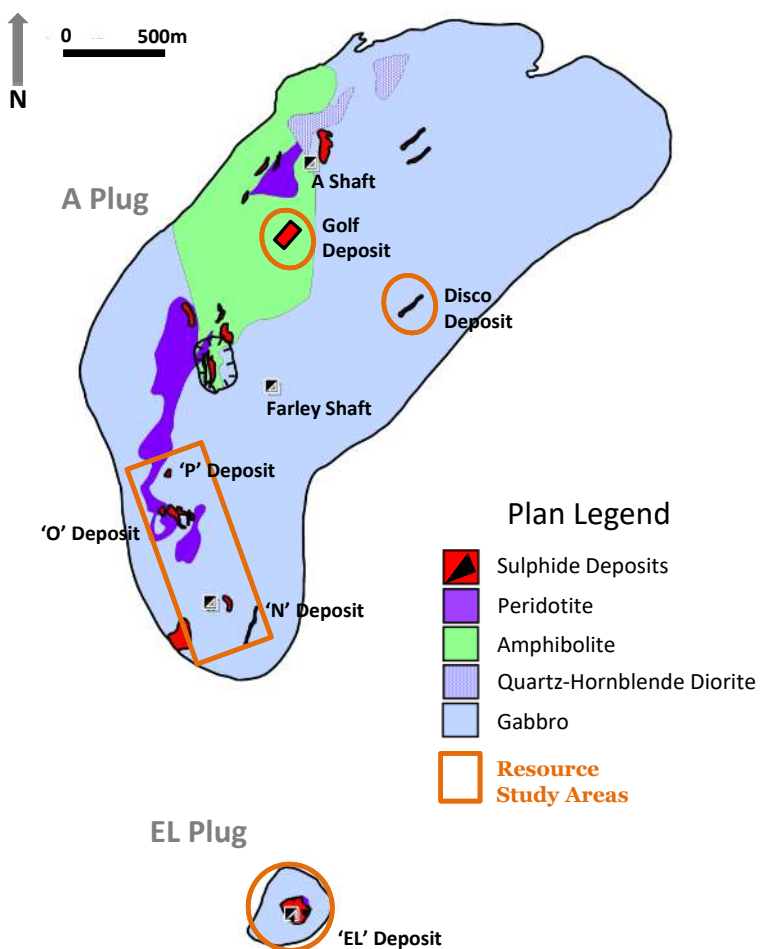 0 500m
N
A Shaft
A Plug
Golf
Deposit
Disco
Deposit
Farley Shaft
‘P’ Deposit
‘O’ Deposit
‘N’ Deposit
Plan Legend
Sulphide Deposits
Peridotite
Amphibolite
Quartz-Hornblende Diorite
Gabbro
Resource
Study Areas
EL Plug
‘EL’ Deposit